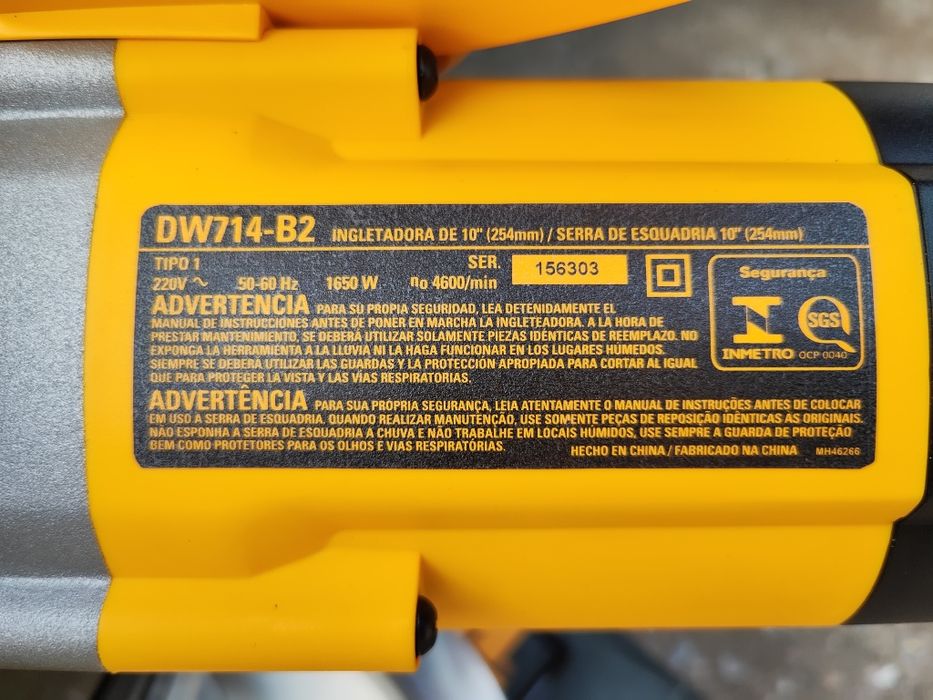 DW714-B2 INGLETADORA DE 10" (254mm) / SERRA DE ESQUADRIA 10" (254mm)
TIPO 1 SER. 156303
220V ~ 50-60 Hz 1650 W no 4600/min
Segurança
SGS
INMETRO OCP 0040
ADVERTENCIA PARA SU PROPIA SEGURIDAD, LEA DETENIDAMENTE EL
MANUAL DE INSTRUCCIONES ANTES DE PONER EN MARCHA LA INGLETEADORA. A LA HORA DE
PRESTAR MANTENIMIENTO, SE DEBERÁ UTILIZAR SOLAMENTE PIEZAS IDÉNTICAS DE REEMPLAZO. NO
EXPONGA LA HERRAMIENTA A LA LLUVIA NI LA HAGA FUNCIONAR EN LOS LUGARES HÚMEDOS.
SIEMPRE SE DEBERÁ UTILIZAR LAS GUARDAS Y LA PROTECCIÓN APROPIADA PARA CORTAR AL IGUAL
QUE PARA PROTEGER LA VISTA Y LAS VÍAS RESPIRATORIAS.
ADVERTÊNCIA PARA SUA PRÓPRIA SEGURANÇA, LEIA ATENTAMENTE O MANUAL DE INSTRUÇÕES ANTES DE COLOCAR
EM USO A SERRA DE ESQUADRIA. QUANDO REALIZAR MANUTENÇÃO, USE SOMENTE PEÇAS DE REPOSIÇÃO IDÊNTICAS AS ORIGINAIS.
NÃO ESPONHA A SERRA DE ESQUADRIA A CHUVA E NÃO TRABALHE EM LOCAIS HÚMIDOS, USE SEMPRE A GUARDA DE PROTEÇÃO
BEM COMO PROTETORES PARA OS OLHOS E VIAS RESPIRATÓRIAS. HECHO EN CHINA / FABRICADO NA CHINA MH46266